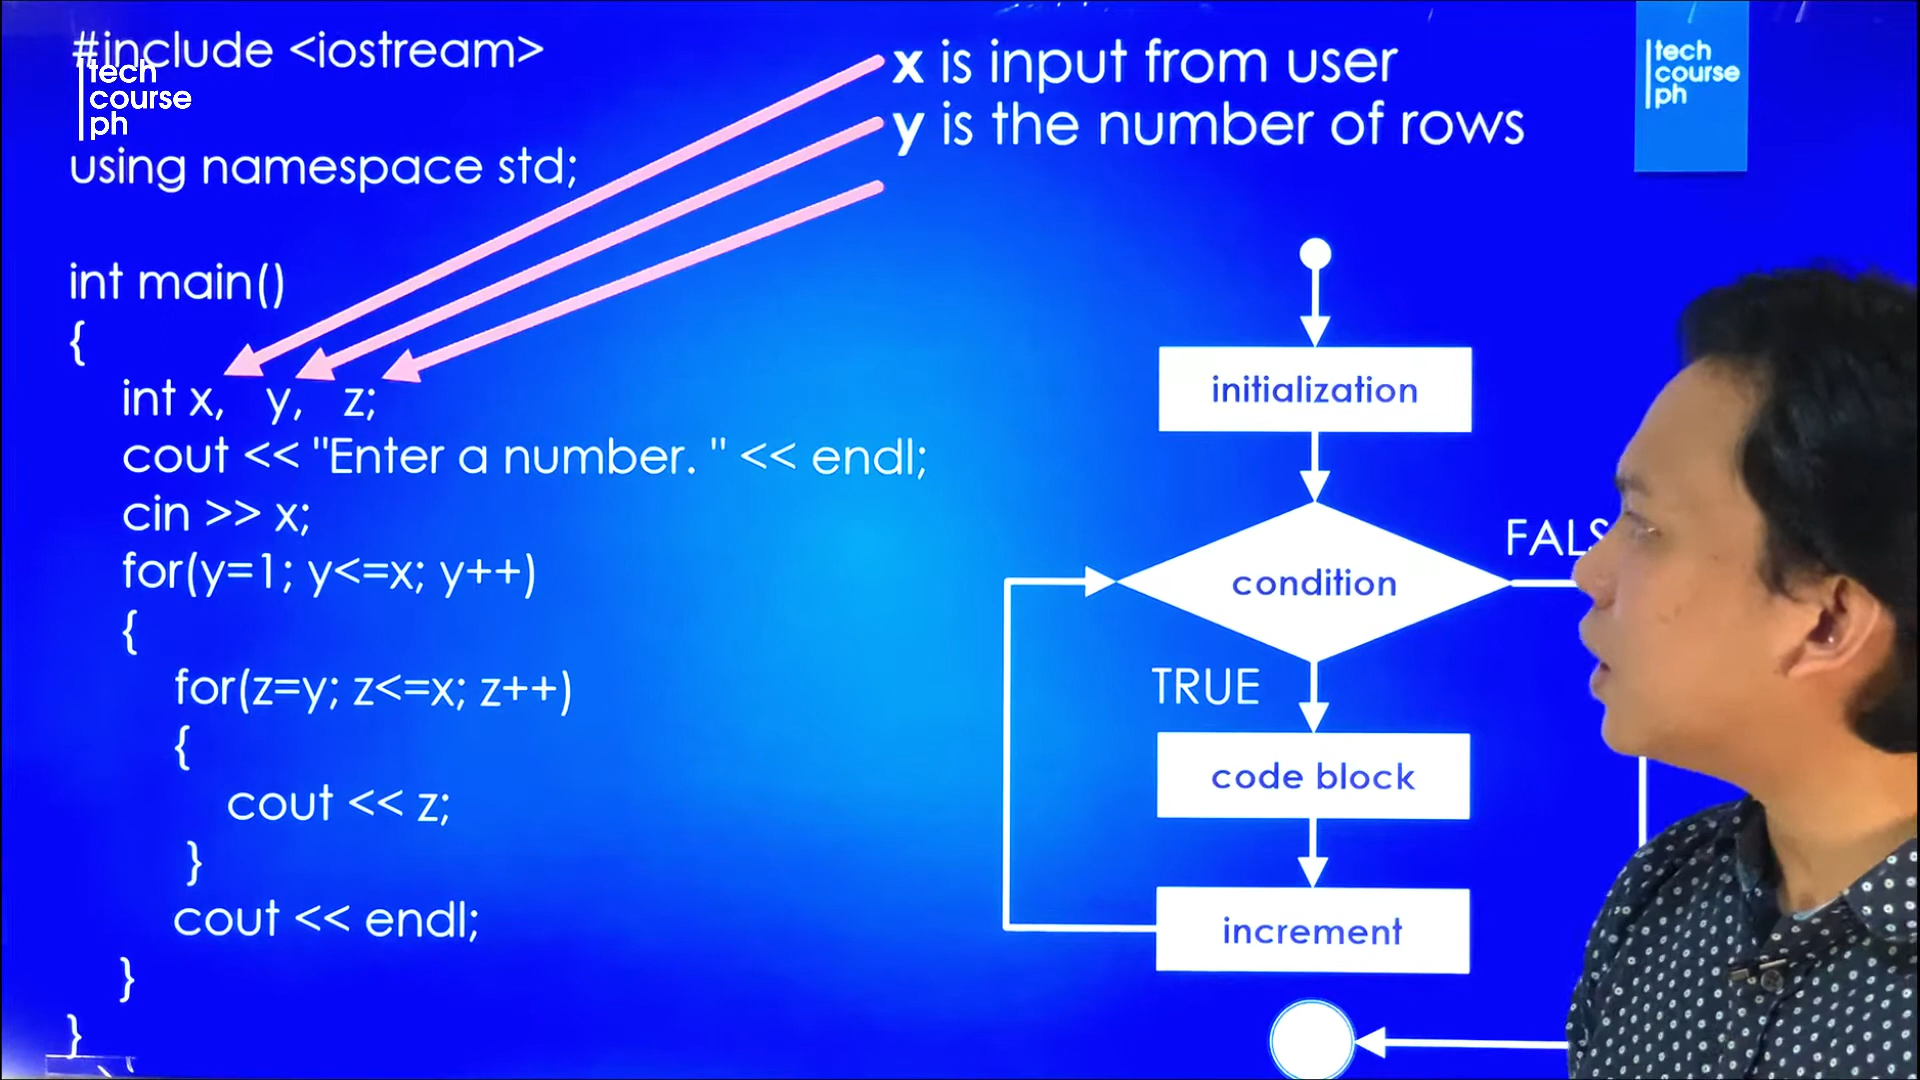 #include <iostream>
tech
course
ph
using namespace std;
int main()
{
int x, y, z;
cout << "Enter a number. " << endl;
cin >> x;
for(y=1; y<=x; y++)
{
for(z=y; z<=x; z++)
{
cout << z;
}
cout << endl;
}
}
x is input from user
y is the number of rows
tech
course
ph
initialization
condition
FALS
TRUE
code block
increment